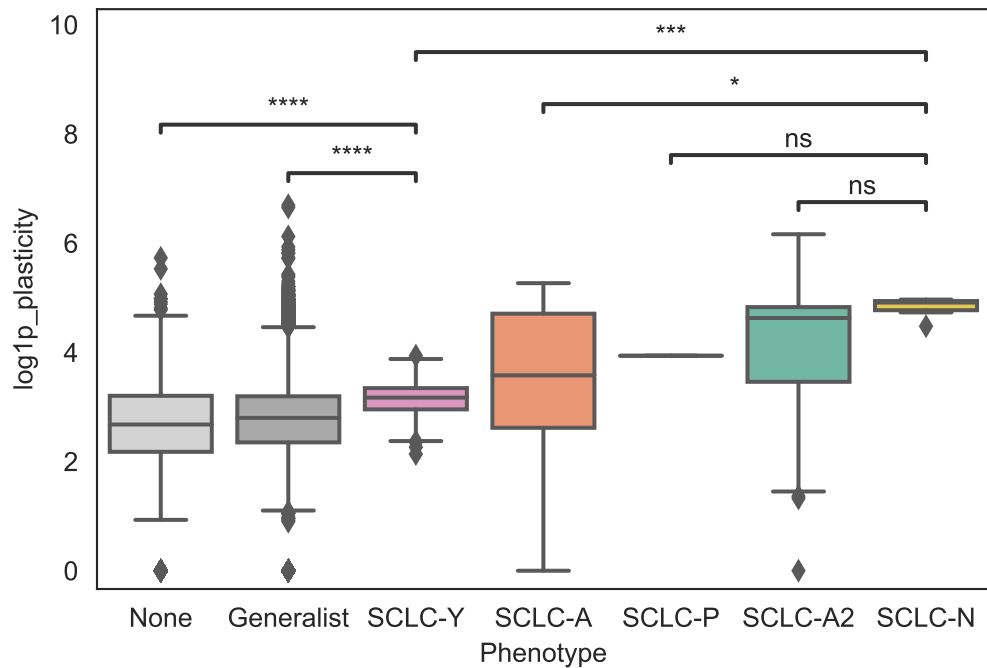 10
***
*
****
8
ns
****
ns
6
log1p_plasticity
4
2
0
None Generalist SCLC-Y SCLC-A SCLC-P SCLC-A2 SCLC-N
Phenotype